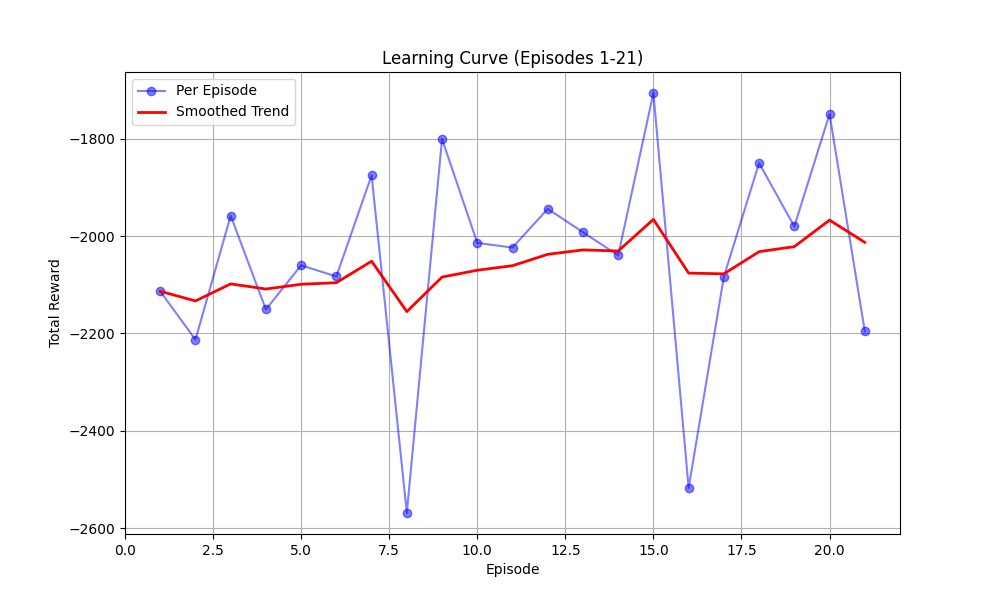 Learning Curve (Episodes 1-21)
Per Episode
Smoothed Trend
Total Reward
−1800
−2000
−2200
−2400
−2600
0.0 2.5 5.0 7.5 10.0 12.5 15.0 17.5 20.0
Episode